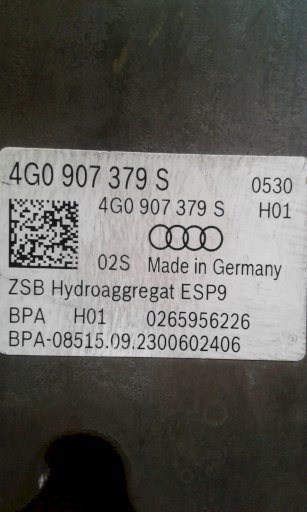 4G0 907 379 S 0530
4G0 907 379 S H01
02S Made in Germany
ZSB Hydroaggregat ESP9
BPA H01 0265956226
BPA-08515.09.2300602406